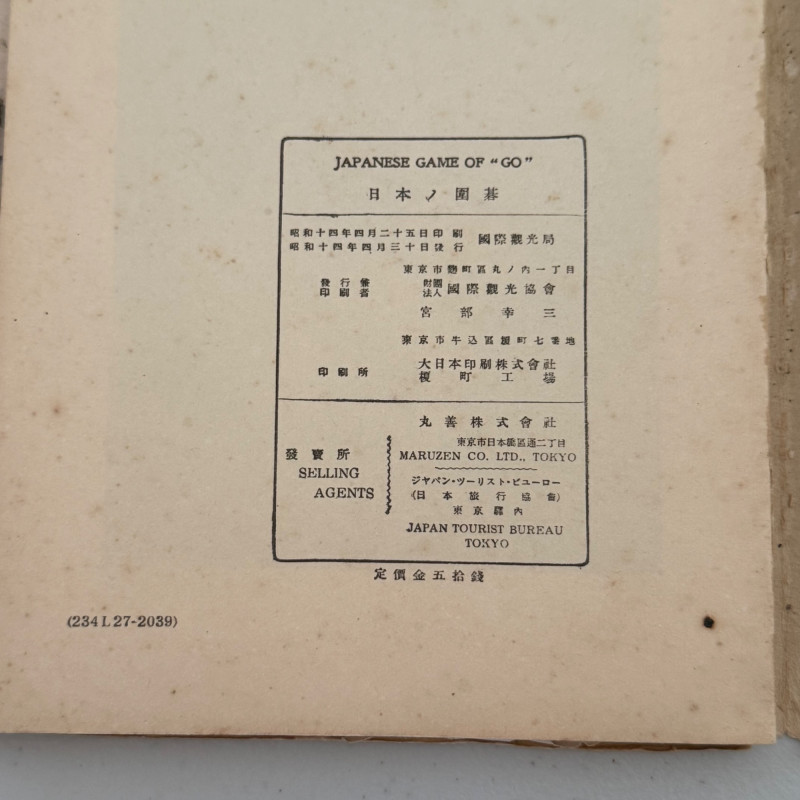 JAPANESE GAME OF "GO"
日本ノ圍碁
昭和十四年四月二十五日印刷
昭和十四年四月三十日發行
國際觀光局
東京市麴町區丸ノ內一丁目
發行兼
印刷者
財團
法人
國際觀光協會
宮部幸三
東京市牛込區榎町七番地
印刷所
大日本印刷株式會社
榎町工場
發賣所
SELLING
AGENTS
丸善株式會社
東京市日本橋區通二丁目
MARUZEN CO. LTD., TOKYO
ジャパン・ツーリスト・ビューロー
(日本旅行協會)
東京驛內
JAPAN TOURIST BUREAU
TOKYO
定價金五拾錢
(234 L 27-2039)